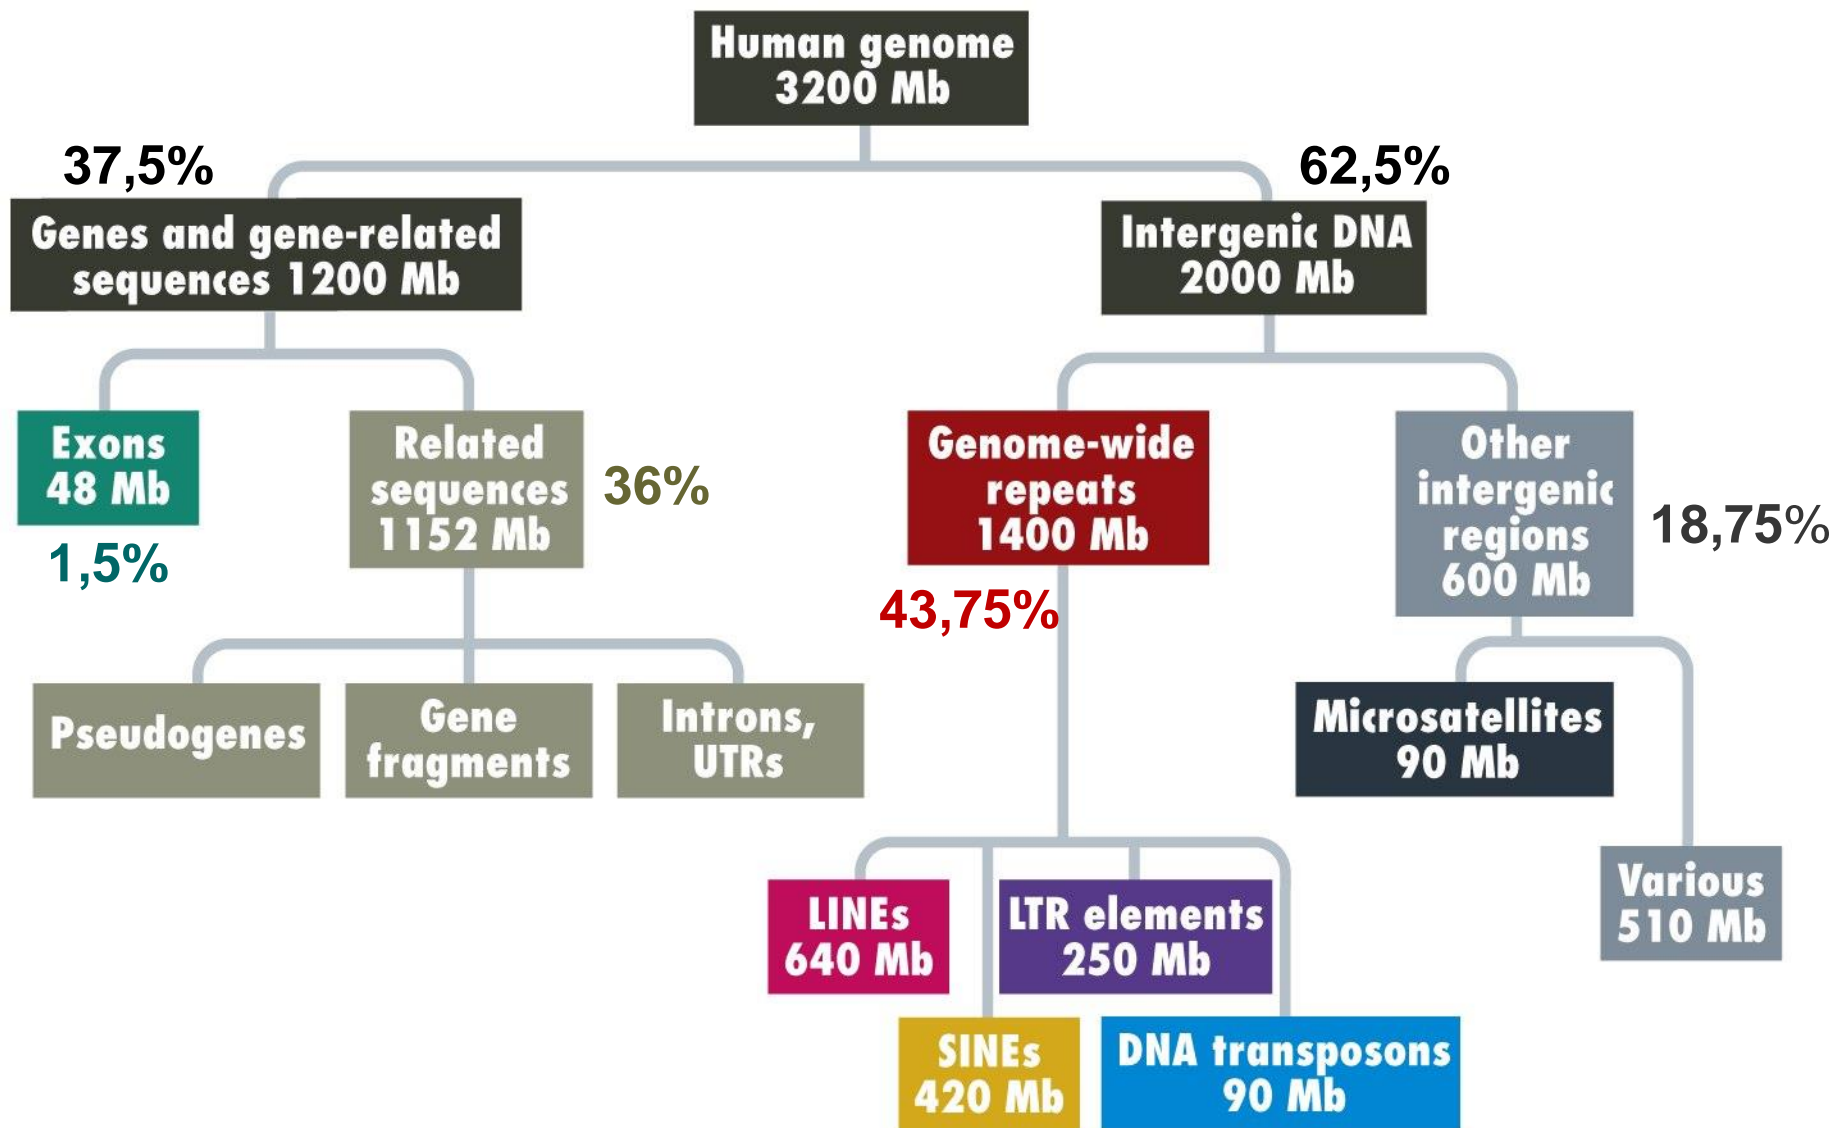 Human genome
3200 Mb
37,5%
62,5%
Genes and gene-related
sequences 1200 Mb
Intergenic DNA
2000 Mb
Exons
48 Mb
1,5%
Related
sequences
1152 Mb
36%
Genome-wide
repeats
1400 Mb
43,75%
Other
intergenic
regions
600 Mb
18,75%
Pseudogenes
Gene
fragments
Introns,
UTRs
Microsatellites
90 Mb
Various
510 Mb
LINEs
640 Mb
LTR elements
250 Mb
SINEs
420 Mb
DNA transposons
90 Mb